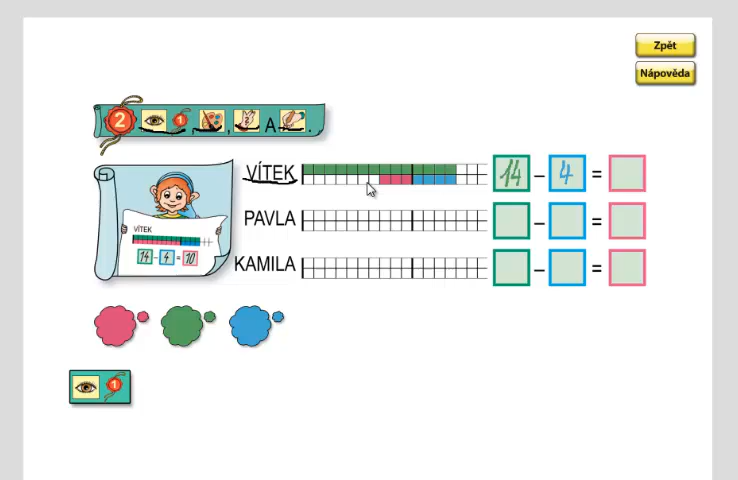 Zpět
Nápověda
2 1 , , A .
VÍTEK 14 – 4 =
PAVLA – =
KAMILA – =
VÍTEK
14 – 4 = 10
1